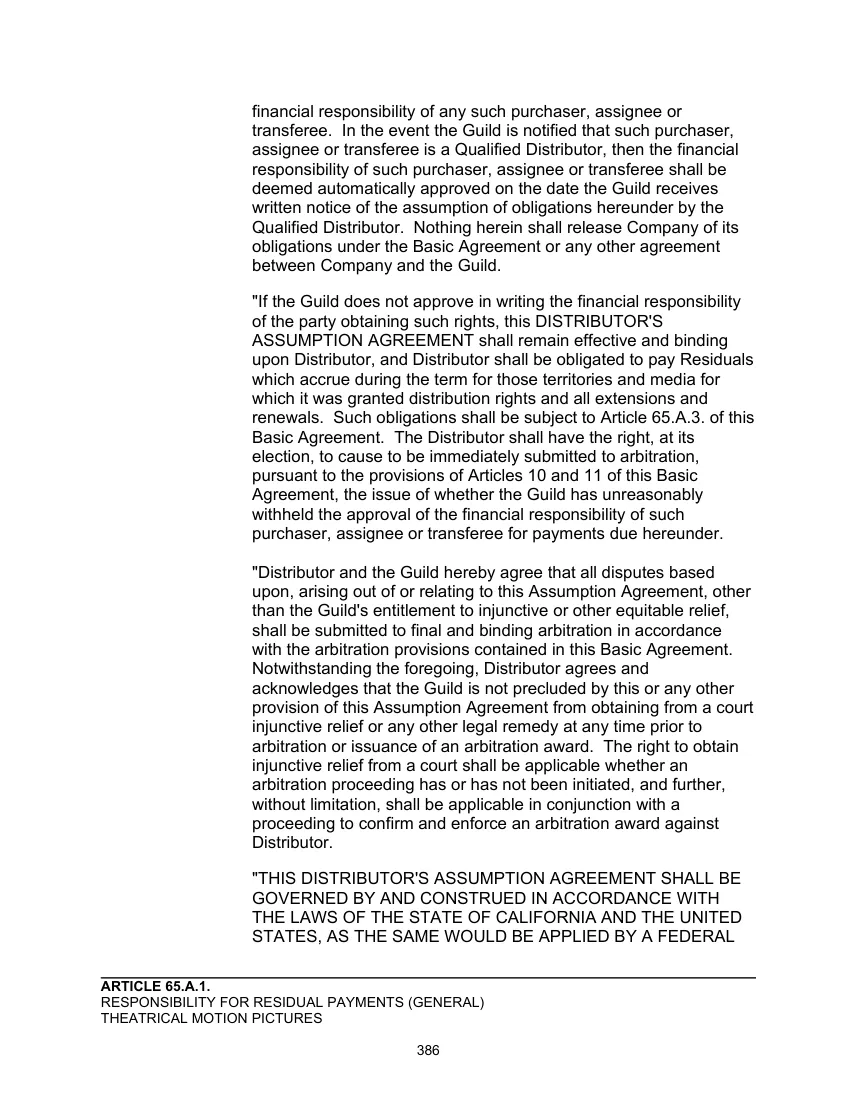 financial responsibility of any such purchaser, assignee or
transferee.  In the event the Guild is notified that such purchaser,
assignee or transferee is a Qualified Distributor, then the financial
responsibility of such purchaser, assignee or transferee shall be
deemed automatically approved on the date the Guild receives
written notice of the assumption of obligations hereunder by the
Qualified Distributor.  Nothing herein shall release Company of its
obligations under the Basic Agreement or any other agreement
between Company and the Guild.
"If the Guild does not approve in writing the financial responsibility
of the party obtaining such rights, this DISTRIBUTOR'S
ASSUMPTION AGREEMENT shall remain effective and binding
upon Distributor, and Distributor shall be obligated to pay Residuals
which accrue during the term for those territories and media for
which it was granted distribution rights and all extensions and
renewals.  Such obligations shall be subject to Article 65.A.3. of this
Basic Agreement.  The Distributor shall have the right, at its
election, to cause to be immediately submitted to arbitration,
pursuant to the provisions of Articles 10 and 11 of this Basic
Agreement, the issue of whether the Guild has unreasonably
withheld the approval of the financial responsibility of such
purchaser, assignee or transferee for payments due hereunder.
"Distributor and the Guild hereby agree that all disputes based
upon, arising out of or relating to this Assumption Agreement, other
than the Guild's entitlement to injunctive or other equitable relief,
shall be submitted to final and binding arbitration in accordance
with the arbitration provisions contained in this Basic Agreement.
Notwithstanding the foregoing, Distributor agrees and
acknowledges that the Guild is not precluded by this or any other
provision of this Assumption Agreement from obtaining from a court
injunctive relief or any other legal remedy at any time prior to
arbitration or issuance of an arbitration award.  The right to obtain
injunctive relief from a court shall be applicable whether an
arbitration proceeding has or has not been initiated, and further,
without limitation, shall be applicable in conjunction with a
proceeding to confirm and enforce an arbitration award against
Distributor.
"THIS DISTRIBUTOR'S ASSUMPTION AGREEMENT SHALL BE
GOVERNED BY AND CONSTRUED IN ACCORDANCE WITH
THE LAWS OF THE STATE OF CALIFORNIA AND THE UNITED
STATES, AS THE SAME WOULD BE APPLIED BY A FEDERAL
ARTICLE 65.A.1.
RESPONSIBILITY FOR RESIDUAL PAYMENTS (GENERAL)
THEATRICAL MOTION PICTURES
386